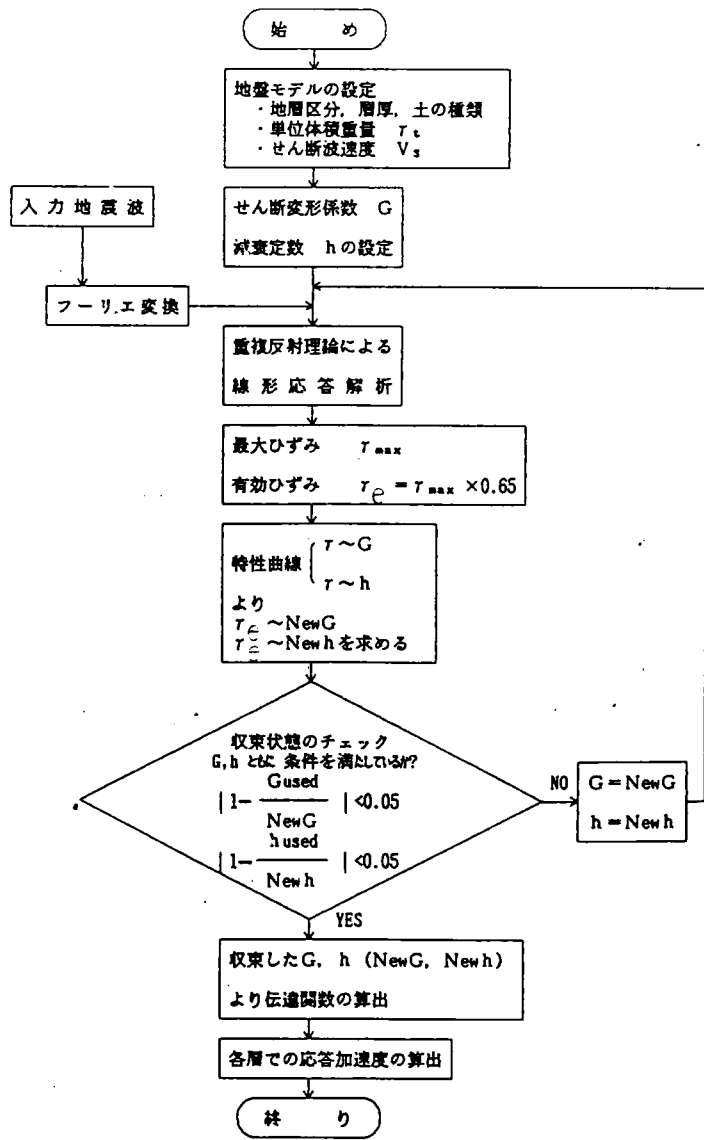 始　め
地盤モデルの設定
・地層区分, 層厚, 土の種類
・単位体積重量　γt
・せん断波速度　Vs
入力地震波
せん断変形係数　G
減衰定数　hの設定
フーリエ変換
重複反射理論による
線形応答解析
最大ひずみ　γmax
有効ひずみ　γe＝γmax×0.65
特性曲線
γ～G
γ～h
より
γe～NewG
γe～Newhを求める
収束状態のチェック
G,hともに 条件を満たしているか?
|1－Gused/NewG|<0.05
|1－hused/Newh|<0.05
NO
G＝NewG
h＝Newh
YES
収束したG, h (NewG, Newh)
より伝達関数の算出
各層での応答加速度の算出
終　り